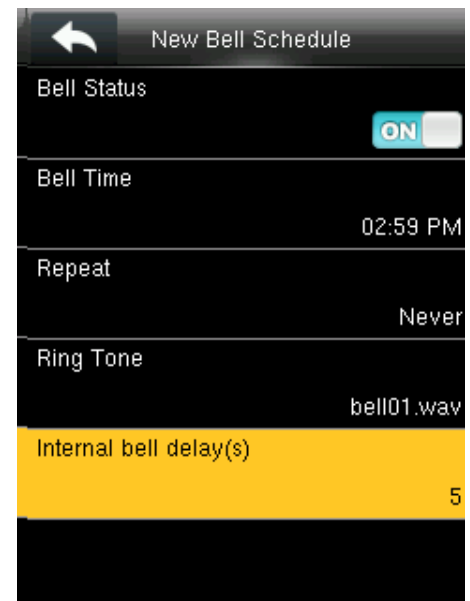 New Bell Schedule
Bell Status
ON
Bell Time
02:59 PM
Repeat
Never
Ring Tone
bell01.wav
Internal bell delay(s)
5